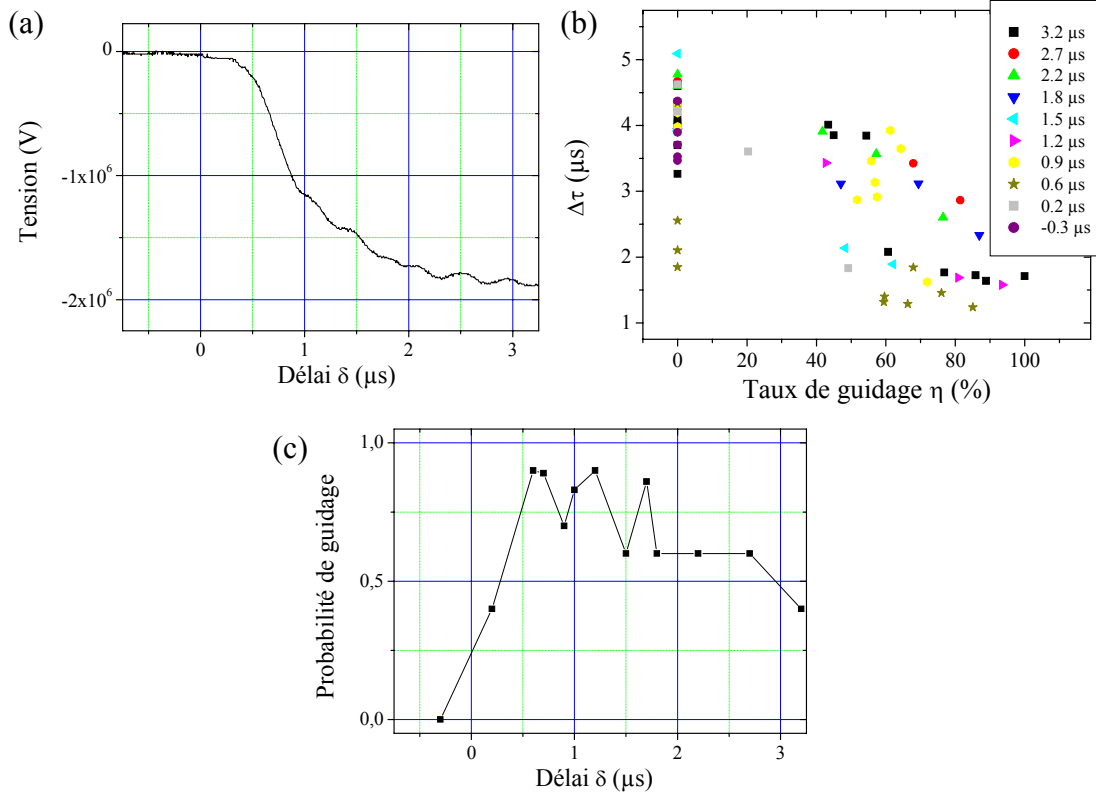 (a)
0
-1x10⁶
-2x10⁶
Tension (V)
0 1 2 3
Délai δ (µs)
(b)
5
4
3
2
1
Δτ (µs)
0 20 40 60 80 100
Taux de guidage η (%)
3.2 µs
2.7 µs
2.2 µs
1.8 µs
1.5 µs
1.2 µs
0.9 µs
0.6 µs
0.2 µs
-0.3 µs
(c)
1,0
0,5
0,0
Probabilité de guidage
0 1 2 3
Délai δ (µs)